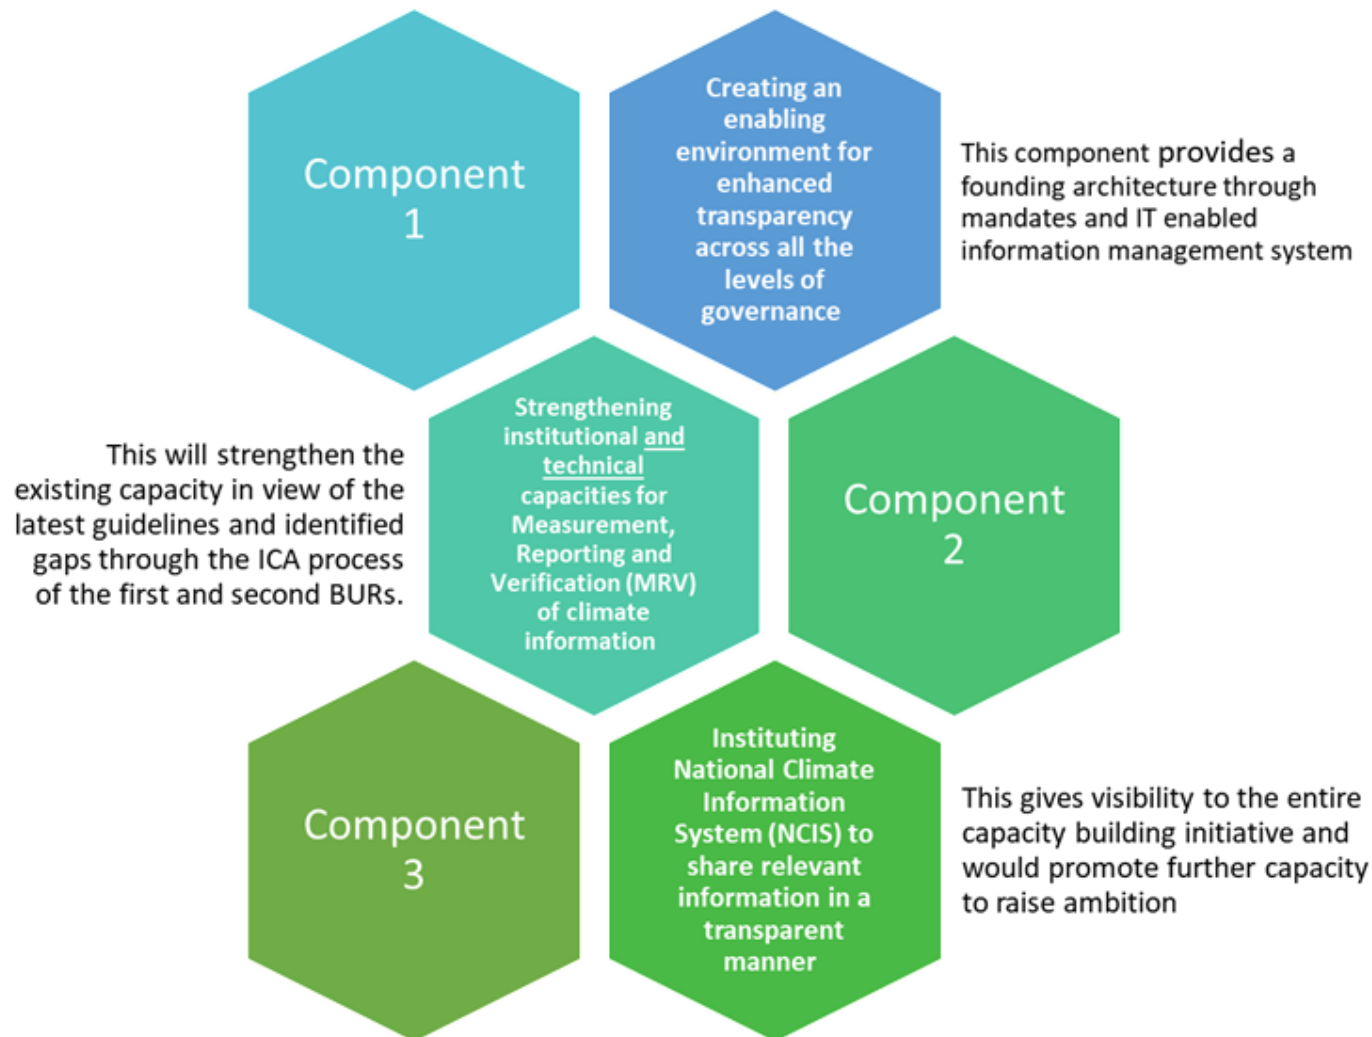 Component
1
Creating an
enabling
environment for
enhanced
transparency
across all the
levels of
governance
This component provides a
founding architecture through
mandates and IT enabled
information management system
This will strengthen the
existing capacity in view of the
latest guidelines and identified
gaps through the ICA process
of the first and second BURs.
Strengthening
institutional and
technical
capacities for
Measurement,
Reporting and
Verification (MRV)
of climate
information
Component
2
Component
3
Instituting
National Climate
Information
System (NCIS) to
share relevant
information in a
transparent
manner
This gives visibility to the entire
capacity building initiative and
would promote further capacity
to raise ambition